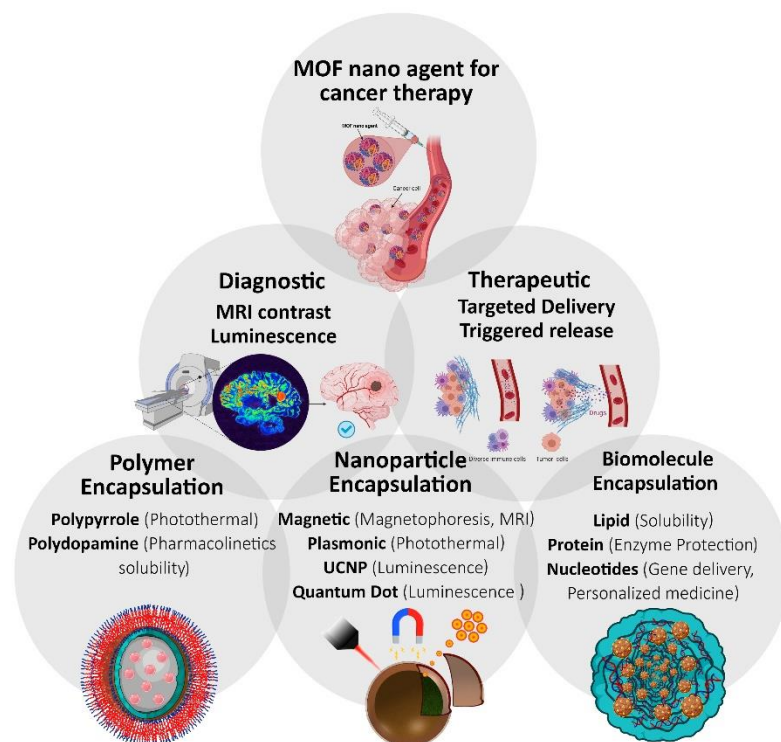 MOF nano agent for
cancer therapy
MOF nano agent
Cancer cell
Diagnostic
MRI contrast
Luminescence
Therapeutic
Targeted Delivery
Triggered release
Drugs
Diverse immune cells
Tumor cells
Polymer
Encapsulation
Polypyrrole (Photothermal)
Polydopamine (Pharmacolinetics
solubility)
Nanoparticle
Encapsulation
Magnetic (Magnetophoresis, MRI)
Plasmonic (Photothermal)
UCNP (Luminescence)
Quantum Dot (Luminescence )
Biomolecule
Encapsulation
Lipid (Solubility)
Protein (Enzyme Protection)
Nucleotides (Gene delivery,
Personalized medicine)